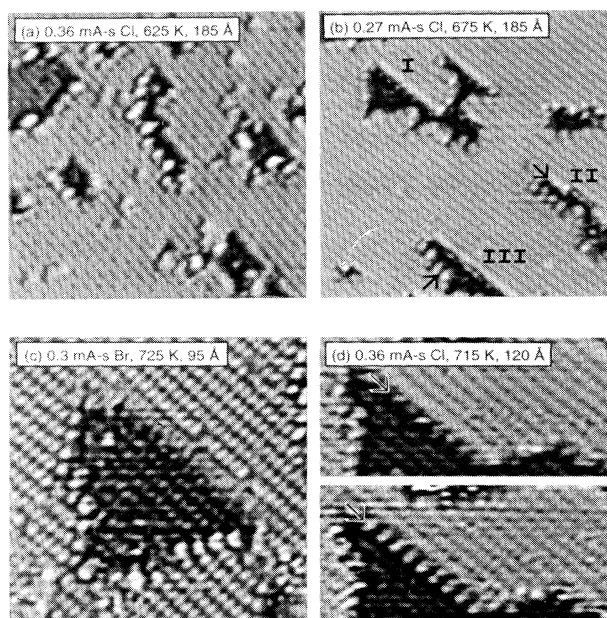 (a) 0.36 mA-s Cl, 625 K, 185 Å
(b) 0.27 mA-s Cl, 675 K, 185 Å
I
II
III
(c) 0.3 mA-s Br, 725 K, 95 Å
(d) 0.36 mA-s Cl, 715 K, 120 Å